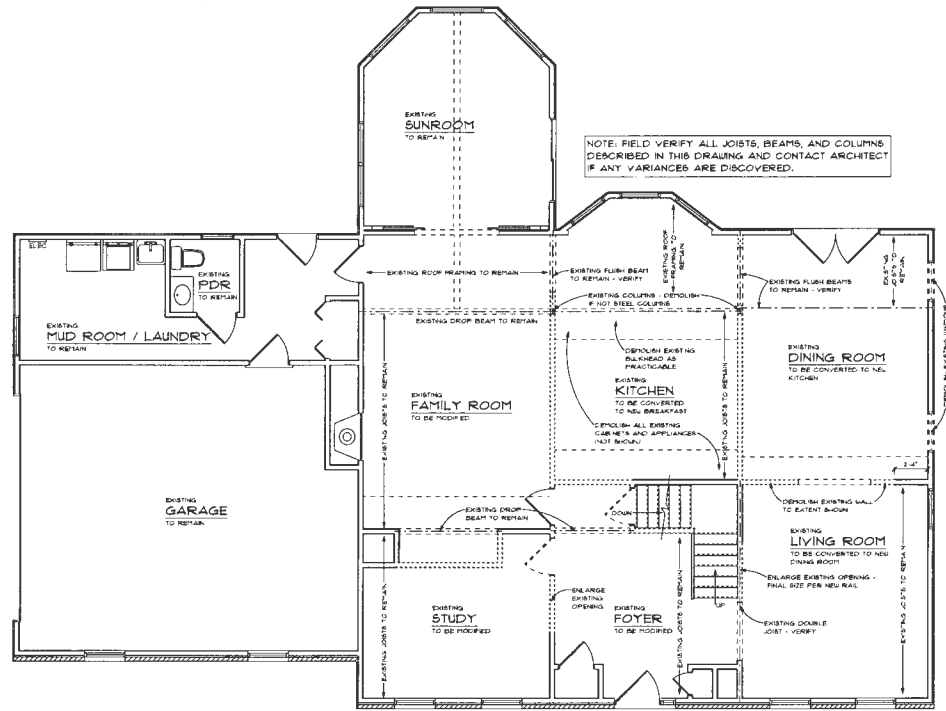 EXISTING
SUNROOM
TO REMAIN
NOTE: FIELD VERIFY ALL JOISTS, BEAMS, AND COLUMNS
DESCRIBED IN THIS DRAWING AND CONTACT ARCHITECT
IF ANY VARIANCES ARE DISCOVERED.
ELEC
EXISTING
PDR
TO REMAIN
EXISTING
MUD ROOM / LAUNDRY
TO REMAIN
EXISTING ROOF FRAMING TO REMAIN
EXISTING FLUSH BEAM
TO REMAIN - VERIFY
EXISTING ROOF
FRAMING TO
REMAIN
EXISTING FLUSH BEAMS
TO REMAIN - VERIFY
EXISTING
JOISTS TO
REMAIN
EXISTING COLUMNS - DEMOLISH
IF NOT STEEL COLUMNS
EXISTING DROP BEAM TO REMAIN
DEMOLISH EXISTING
BULKHEAD AS
PRACTICABLE
EXISTING
DINING ROOM
TO BE CONVERTED TO NEW
KITCHEN
EXISTING
KITCHEN
TO BE CONVERTED
TO NEW BREAKFAST
EXISTING
FAMILY ROOM
TO BE MODIFIED
EXISTING JOISTS TO REMAIN
EXISTING JOISTS TO REMAIN
DEMOLISH ALL EXISTING
CABINETS AND APPLIANCES
(NOT SHOWN)
2'-4"
EXISTING
GARAGE
TO REMAIN
EXISTING DROP
BEAM TO REMAIN
DOWN
DEMOLISH EXISTING WALL
TO EXTENT SHOWN
EXISTING
LIVING ROOM
TO BE CONVERTED TO NEW
DINING ROOM
ENLARGE EXISTING OPENING -
FINAL SIZE PER NEW RAIL
UP
ENLARGE
EXISTING
OPENING
EXISTING
STUDY
TO BE MODIFIED
EXISTING
FOYER
TO BE MODIFIED
EXISTING DOUBLE
JOIST - VERIFY
EXISTING JOISTS TO REMAIN
EXISTING JOISTS TO REMAIN
EXISTING JOISTS TO REMAIN